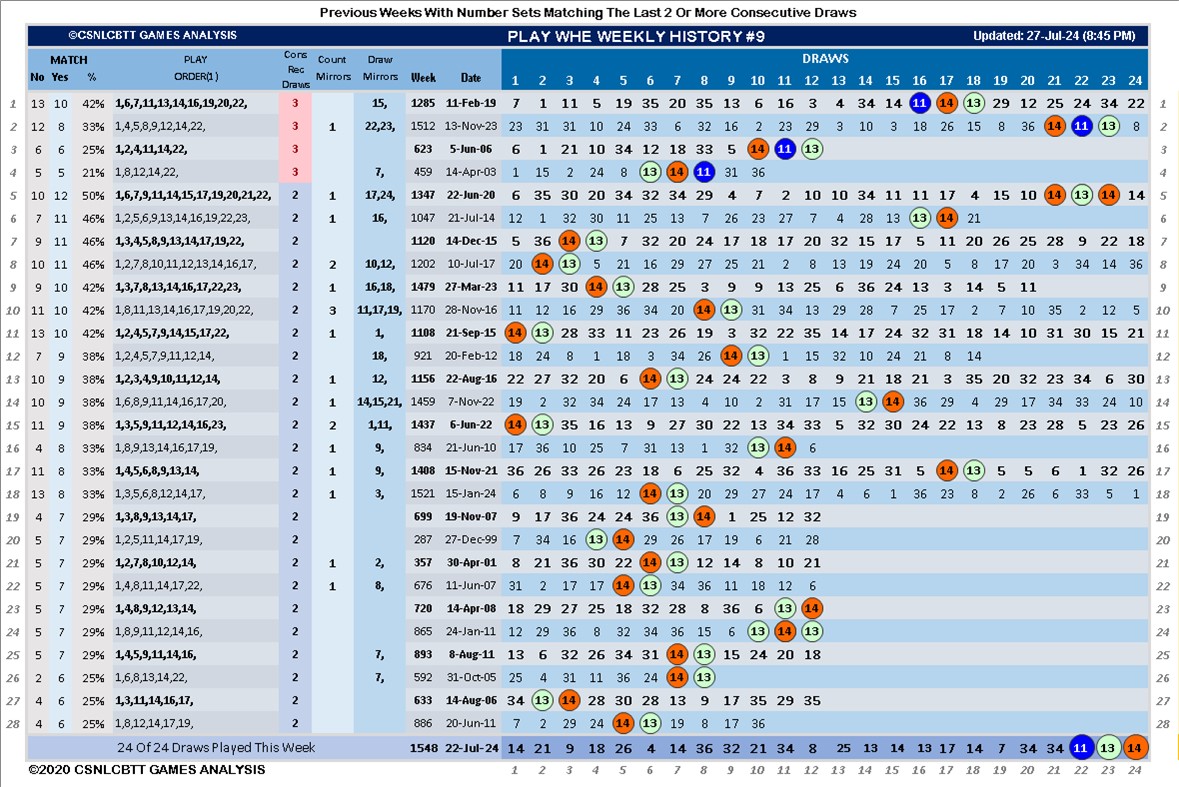 Previous Weeks With Number Sets Matching The Last 2 Or More Consecutive Draws
©CSNLCBTT GAMES ANALYSIS PLAY WHE WEEKLY HISTORY #9 Updated: 27-Jul-24 (8:45 PM)
MATCH PLAY Cons Count Draw DRAWS
No Yes % ORDER(1) Rec Draws Mirrors Mirrors Week Date 1 2 3 4 5 6 7 8 9 10 11 12 13 14 15 16 17 18 19 20 21 22 23 24
1 13 10 42% 1,6,7,11,13,14,16,19,20,22, 3 15, 1285 11-Feb-19 7 1 11 5 19 35 20 35 13 6 16 3 4 34 14 11 14 13 29 12 25 24 34 22 1
2 12 8 33% 1,4,5,8,9,12,14,22, 3 1 22,23, 1512 13-Nov-23 23 31 31 10 24 33 6 32 16 2 23 29 3 10 3 18 26 15 8 36 14 11 13 8 2
3 6 6 25% 1,2,4,11,14,22, 3 623 5-Jun-06 6 1 21 10 34 12 18 33 5 14 11 13 3
4 5 5 21% 1,8,12,14,22, 3 7, 459 14-Apr-03 1 15 2 24 8 13 14 11 31 36 4
5 10 12 50% 1,6,7,9,11,14,15,17,19,20,21,22, 2 1 17,24, 1347 22-Jun-20 6 35 30 20 34 32 34 29 4 7 2 10 10 34 4 11 11 17 4 15 10 14 13 14 14 5
6 7 11 46% 1,2,5,6,9,13,14,16,19,22,23, 2 1 16, 1047 21-Jul-14 12 1 32 30 11 25 13 7 26 23 27 7 4 28 13 13 14 21 6
7 9 11 46% 1,3,4,5,8,9,13,14,17,19,22, 2 1120 14-Dec-15 5 36 14 13 7 32 20 24 17 18 17 20 32 15 17 5 11 20 26 25 28 9 22 18 7
8 10 11 46% 1,2,7,8,10,11,12,13,14,16,17, 2 2 10,12, 1202 10-Jul-17 20 14 13 5 21 16 29 27 25 21 2 8 13 19 24 20 5 8 17 20 3 34 14 36 8
9 9 10 42% 1,3,7,8,13,14,16,17,22,23, 2 1 16,18, 1479 27-Mar-23 11 17 30 14 13 28 25 3 9 9 13 25 6 36 24 13 3 14 5 11 9
10 11 10 42% 1,8,11,13,14,16,17,19,20,22, 2 3 11,17,19, 1170 28-Nov-16 2 12 16 29 36 34 20 14 13 31 34 13 29 28 7 25 17 2 7 10 35 2 12 5 10
11 13 10 42% 1,2,4,5,7,9,14,15,17,22, 2 1 1, 1108 21-Sep-15 14 13 28 33 11 23 26 19 3 32 22 35 14 17 24 32 31 18 14 10 31 30 15 21 11
12 7 9 38% 1,2,4,5,7,9,11,12,14, 2 18, 921 20-Feb-12 18 24 8 1 18 3 34 26 14 13 1 15 32 10 24 21 8 14 12
13 10 9 38% 1,2,3,4,9,10,11,12,14, 2 1 12, 1156 22-Aug-16 22 27 32 20 6 14 13 24 24 22 3 8 9 21 18 21 3 35 20 32 23 34 6 30 13
14 10 9 38% 1,6,8,9,11,14,16,17,20, 2 1 14,15,21, 1459 7-Nov-22 19 2 32 34 24 17 13 4 10 2 31 17 14 13 14 36 29 4 29 17 34 33 24 10 14
15 11 9 38% 1,3,5,9,11,12,14,16,23, 2 2 1,11, 1437 6-Jun-22 14 13 35 16 13 9 27 30 22 13 34 33 5 32 30 24 22 13 8 23 28 5 23 26 15
16 4 8 33% 1,8,9,13,14,16,17,19, 2 1 9, 834 21-Jun-10 17 36 10 25 7 31 13 1 32 13 14 6 16
17 11 8 33% 1,4,5,6,8,9,13,14, 2 1 9, 1408 15-Nov-21 36 26 33 26 23 18 6 25 32 4 36 33 16 25 31 5 14 13 5 5 6 1 32 26 17
18 13 8 33% 1,3,5,6,8,12,14,17, 2 1 3, 1521 15-Jan-24 6 8 9 16 12 14 13 20 29 27 24 17 4 6 1 36 23 8 2 26 6 33 5 1 18
19 4 7 29% 1,3,8,9,13,14,17, 2 699 19-Nov-07 9 17 36 24 24 36 13 14 1 25 12 32 19
20 5 7 29% 1,2,5,11,14,17,19, 2 287 27-Dec-99 7 34 16 13 14 29 26 17 19 6 21 28 20
21 5 7 29% 1,2,7,8,10,12,14, 2 1 2, 357 30-Apr-01 8 21 36 30 22 14 13 12 14 8 10 21 21
22 5 7 29% 1,4,8,11,14,17,22, 2 1 8, 676 11-Jun-07 31 2 17 17 14 13 34 36 11 18 12 6 22
23 5 7 29% 1,4,8,9,12,13,14, 2 720 14-Apr-08 18 29 27 25 18 32 28 8 36 6 13 14 23
24 5 7 29% 1,8,9,11,12,14,16, 2 865 24-Jan-11 12 29 36 8 32 34 36 15 6 13 14 13 24
25 5 7 29% 1,4,5,9,11,14,16, 2 7, 893 8-Aug-11 13 6 32 26 34 31 14 13 15 24 20 18 25
26 2 6 25% 1,6,8,13,14,22, 2 7, 592 31-Oct-05 25 4 31 11 36 24 14 13 26
27 4 6 25% 1,3,11,14,16,17, 2 633 14-Aug-06 34 13 14 28 30 28 13 9 17 35 29 35 27
28 4 6 25% 1,8,12,14,17,19, 2 886 20-Jun-11 7 2 29 24 14 13 19 8 17 36 28
24 Of 24 Draws Played This Week 1548 22-Jul-24 14 21 9 18 26 4 14 36 32 21 34 8 25 13 14 13 17 14 7 34 34 11 13 14
©2020 CSNLCBTT GAMES ANALYSIS 1 2 3 4 5 6 7 8 9 10 11 12 13 14 15 16 17 18 19 20 21 22 23 24